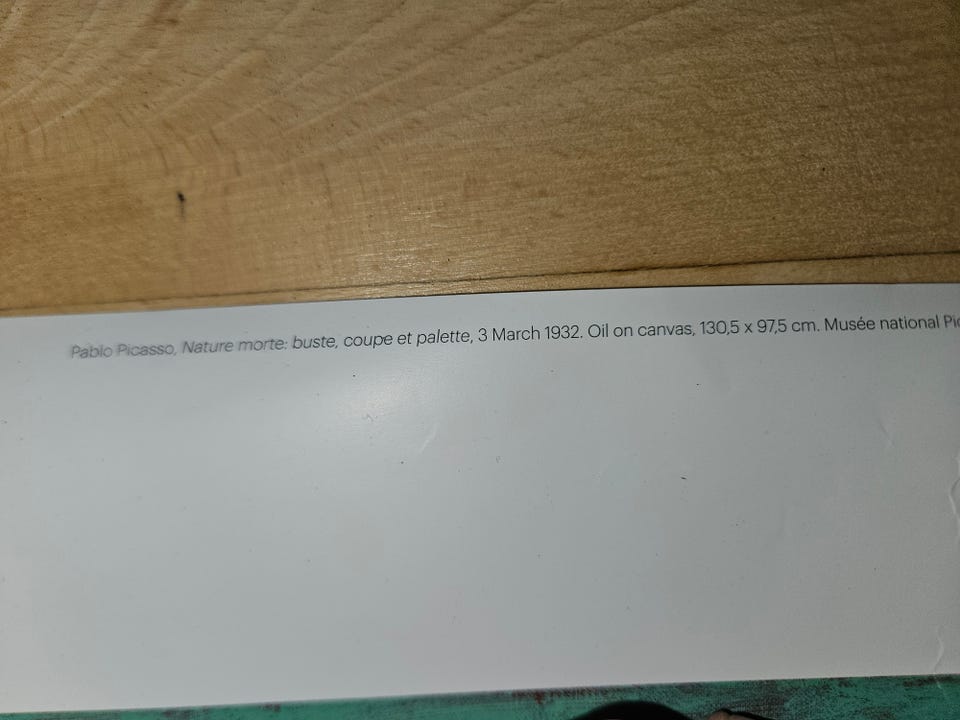 Pablo Picasso, Nature morte: buste, coupe et palette, 3 March 1932. Oil on canvas, 130,5 x 97,5 cm. Musée national